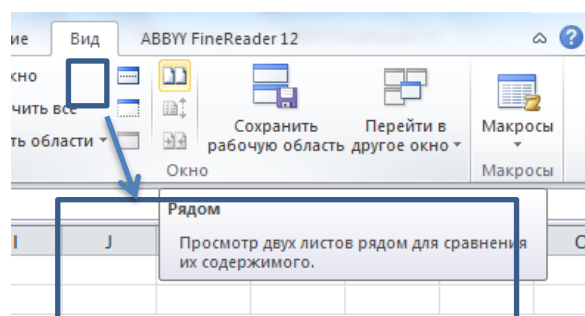 ие Вид ABBYY FineReader 12
кно
чить все
ть области
Сохранить рабочую область
Перейти в другое окно
Макросы
Окно
Макросы
Рядом
Просмотр двух листов рядом для сравнения
их содержимого.
I J